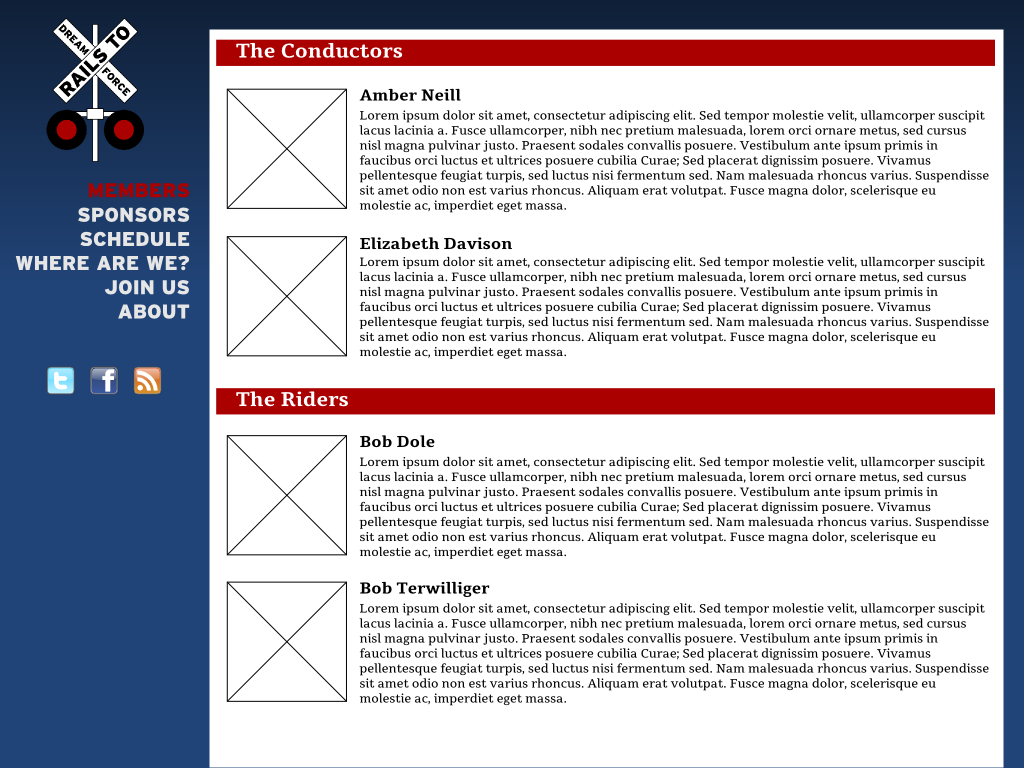 DREAM
RAILS TO
FORCE
MEMBERS
SPONSORS
SCHEDULE
WHERE ARE WE?
JOIN US
ABOUT
The Conductors
Amber Neill
Lorem ipsum dolor sit amet, consectetur adipiscing elit. Sed tempor molestie velit, ullamcorper suscipit
lacus lacinia a. Fusce ullamcorper, nibh nec pretium malesuada, lorem orci ornare metus, sed cursus
nisl magna pulvinar justo. Praesent sodales convallis posuere. Vestibulum ante ipsum primis in
faucibus orci luctus et ultrices posuere cubilia Curae; Sed placerat dignissim posuere. Vivamus
pellentesque feugiat turpis, sed luctus nisi fermentum sed. Nam malesuada rhoncus varius. Suspendisse
sit amet odio non est varius rhoncus. Aliquam erat volutpat. Fusce magna dolor, scelerisque eu
molestie ac, imperdiet eget massa.
Elizabeth Davison
Lorem ipsum dolor sit amet, consectetur adipiscing elit. Sed tempor molestie velit, ullamcorper suscipit
lacus lacinia a. Fusce ullamcorper, nibh nec pretium malesuada, lorem orci ornare metus, sed cursus
nisl magna pulvinar justo. Praesent sodales convallis posuere. Vestibulum ante ipsum primis in
faucibus orci luctus et ultrices posuere cubilia Curae; Sed placerat dignissim posuere. Vivamus
pellentesque feugiat turpis, sed luctus nisi fermentum sed. Nam malesuada rhoncus varius. Suspendisse
sit amet odio non est varius rhoncus. Aliquam erat volutpat. Fusce magna dolor, scelerisque eu
molestie ac, imperdiet eget massa.
The Riders
Bob Dole
Lorem ipsum dolor sit amet, consectetur adipiscing elit. Sed tempor molestie velit, ullamcorper suscipit
lacus lacinia a. Fusce ullamcorper, nibh nec pretium malesuada, lorem orci ornare metus, sed cursus
nisl magna pulvinar justo. Praesent sodales convallis posuere. Vestibulum ante ipsum primis in
faucibus orci luctus et ultrices posuere cubilia Curae; Sed placerat dignissim posuere. Vivamus
pellentesque feugiat turpis, sed luctus nisi fermentum sed. Nam malesuada rhoncus varius. Suspendisse
sit amet odio non est varius rhoncus. Aliquam erat volutpat. Fusce magna dolor, scelerisque eu
molestie ac, imperdiet eget massa.
Bob Terwilliger
Lorem ipsum dolor sit amet, consectetur adipiscing elit. Sed tempor molestie velit, ullamcorper suscipit
lacus lacinia a. Fusce ullamcorper, nibh nec pretium malesuada, lorem orci ornare metus, sed cursus
nisl magna pulvinar justo. Praesent sodales convallis posuere. Vestibulum ante ipsum primis in
faucibus orci luctus et ultrices posuere cubilia Curae; Sed placerat dignissim posuere. Vivamus
pellentesque feugiat turpis, sed luctus nisi fermentum sed. Nam malesuada rhoncus varius. Suspendisse
sit amet odio non est varius rhoncus. Aliquam erat volutpat. Fusce magna dolor, scelerisque eu
molestie ac, imperdiet eget massa.